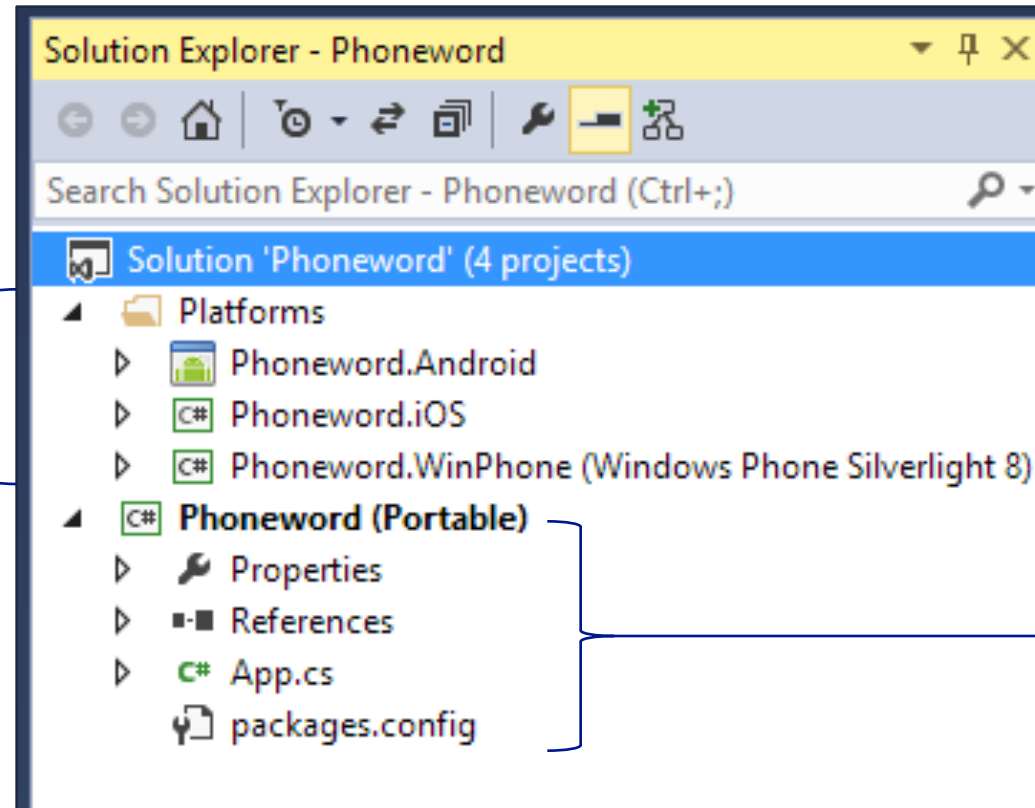 Solution Explorer - Phoneword
Search Solution Explorer - Phoneword (Ctrl+;)
Solution 'Phoneword' (4 projects)
Platforms
Phoneword.Android
C# Phoneword.iOS
C# Phoneword.WinPhone (Windows Phone Silverlight 8)
C# Phoneword (Portable)
Properties
References
C# App.cs
packages.config